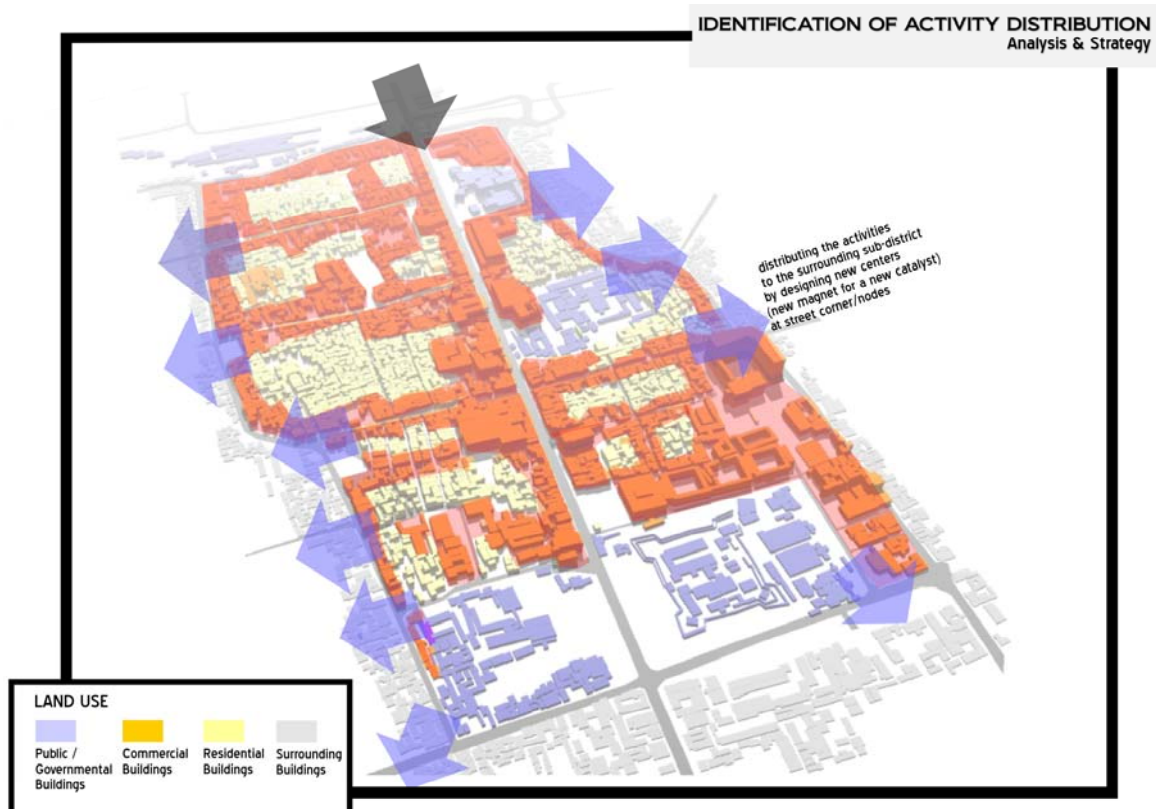 IDENTIFICATION OF ACTIVITY DISTRIBUTION
Analysis & Strategy
distributing the activities
to the surrounding sub-district
by designing new centers
(new magnet for a new catalyst)
at street corner/nodes
LAND USE
Public /
Governmental
Buildings
Commercial
Buildings
Residential
Buildings
Surrounding
Buildings